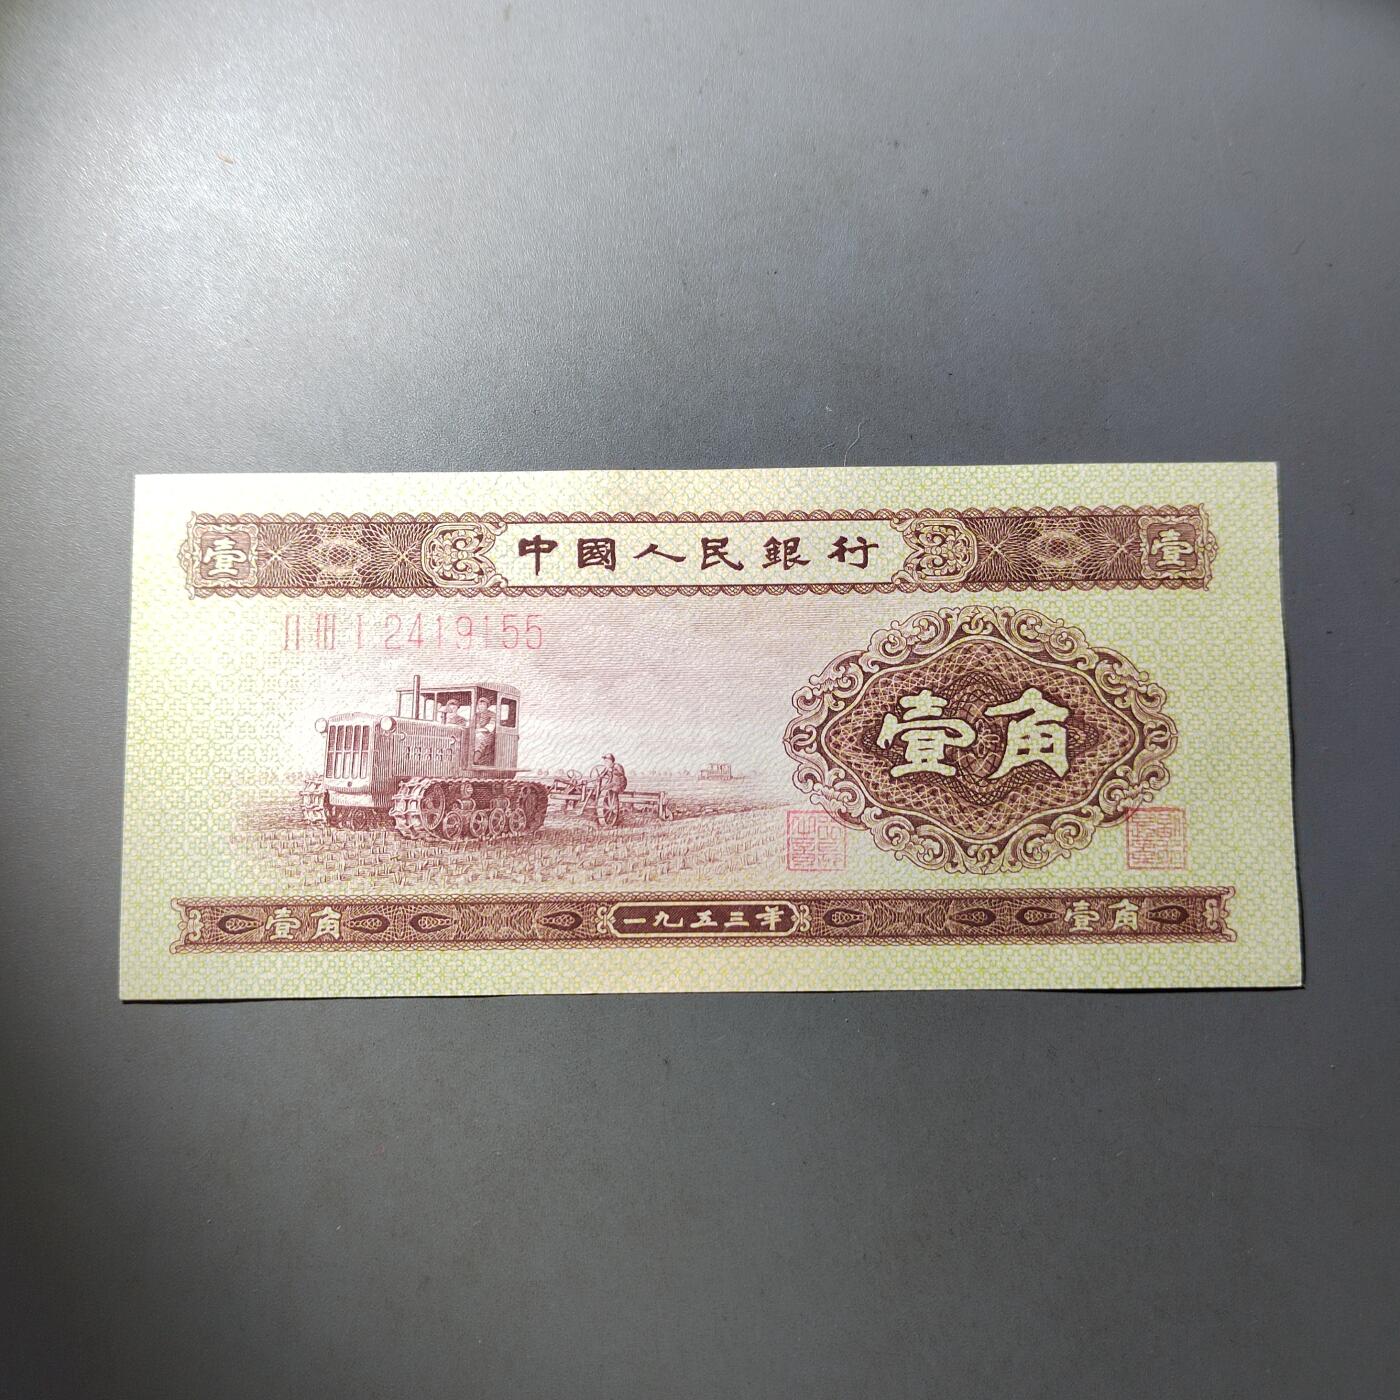 壹 中國人民銀行 壹
II III I 2419155
壹角
壹角 一九五三年 壹角